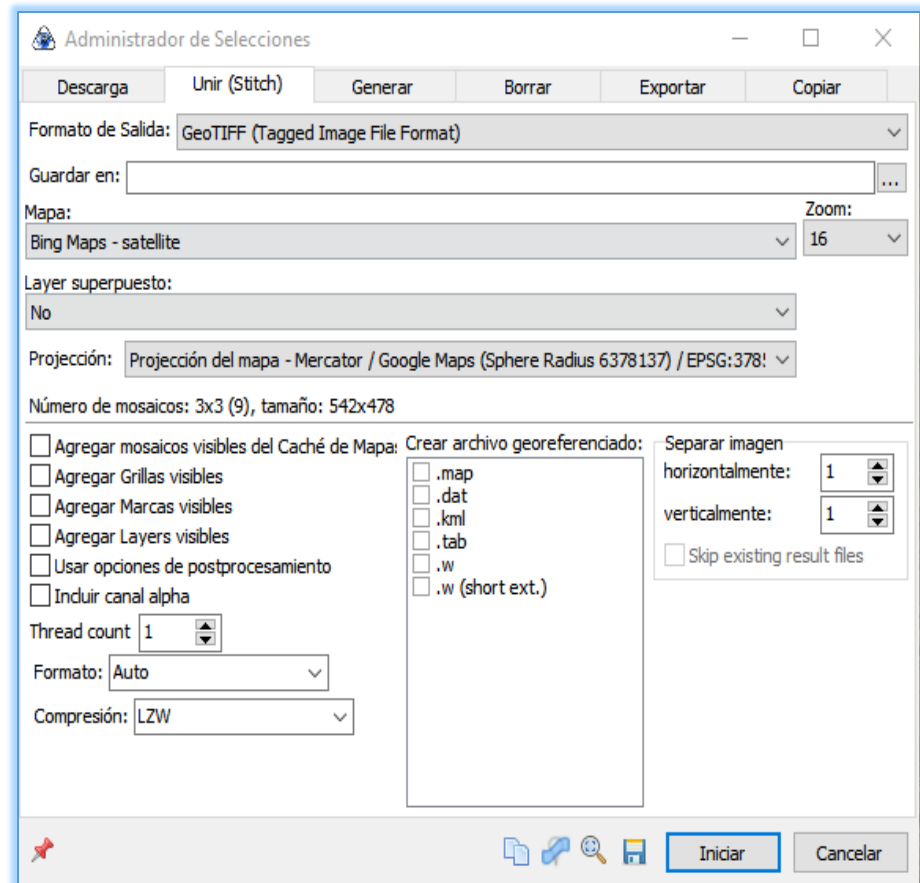 Administrador de Selecciones
Descarga Unir (Stitch) Generar Borrar Exportar Copiar
Formato de Salida: GeoTIFF (Tagged Image File Format)
Guardar en: ...
Mapa: Zoom:
Bing Maps - satellite 16
Layer superpuesto:
No
Projección: Projección del mapa - Mercator / Google Maps (Sphere Radius 6378137) / EPSG:378
Número de mosaicos: 3x3 (9), tamaño: 542x478
Agregar mosaicos visibles del Caché de Mapas
Agregar Grillas visibles
Agregar Marcas visibles
Agregar Layers visibles
Usar opciones de postprocesamiento
Incluir canal alpha
Thread count 1
Formato: Auto
Compresión: LZW
Crear archivo georeferenciado:
.map
.dat
.kml
.tab
.w
.w (short ext.)
Separar imagen
horizontalmente: 1
verticalmente: 1
Skip existing result files
Iniciar Cancelar